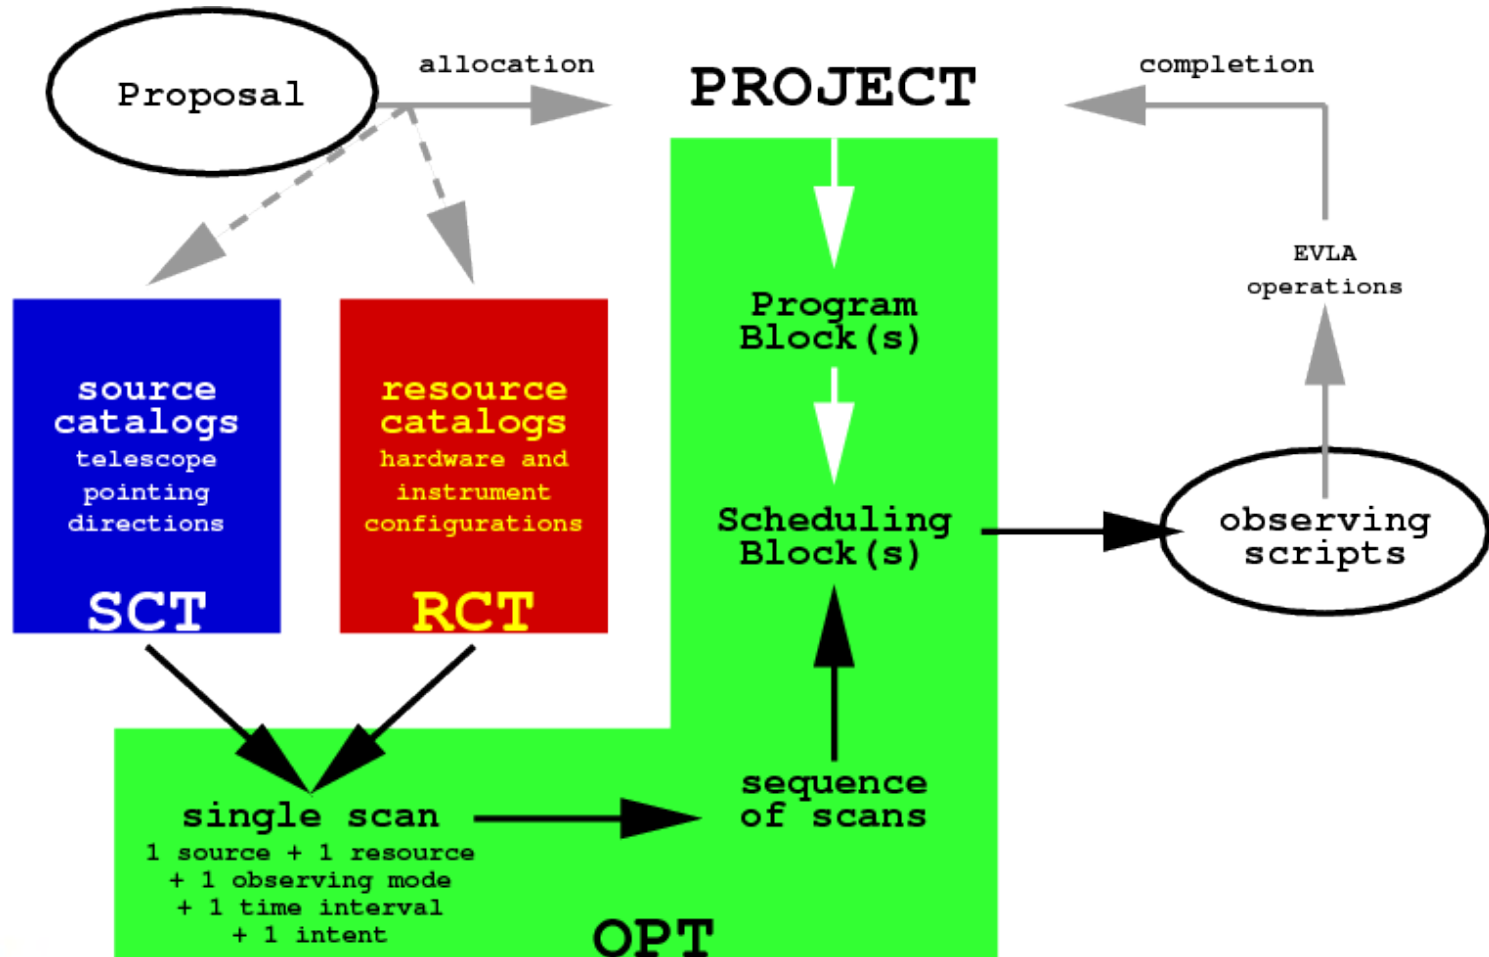 Proposal
allocation
PROJECT
completion
EVLA
operations
Program
Block(s)
source
catalogs
telescope
pointing
directions
SCT
resource
catalogs
hardware and
instrument
configurations
RCT
Scheduling
Block(s)
observing
scripts
single scan
1 source + 1 resource
+ 1 observing mode
+ 1 time interval
+ 1 intent
sequence
of scans
OPT